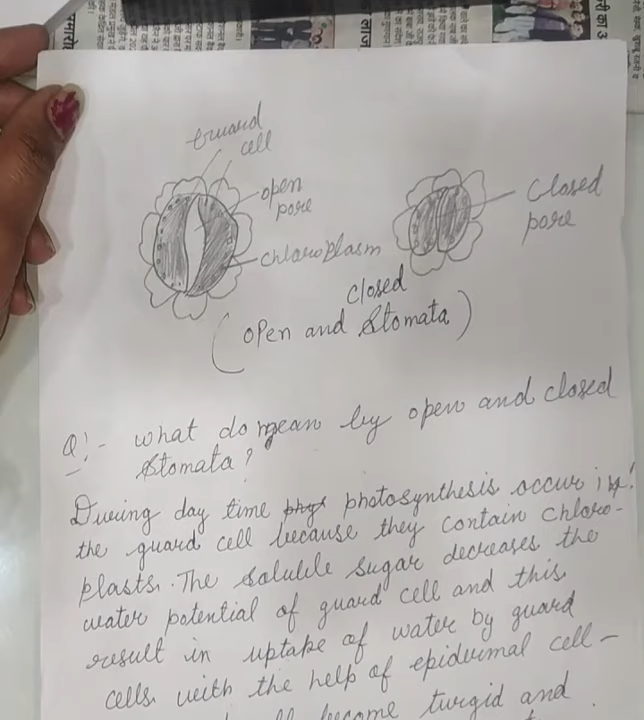 Guard
cell
open
pore
chloroplasm
closed
pore
closed
(open and Stomata)
Q:- what do mean by open and closed
Stomata?
During day time photosynthesis occur in
the guard cell because they contain chloro-
plasts. The soluble sugar decreases the
water potential of guard cell and this
result in uptake of water by guard
cells with the help of epidermal cell-
become turgid and